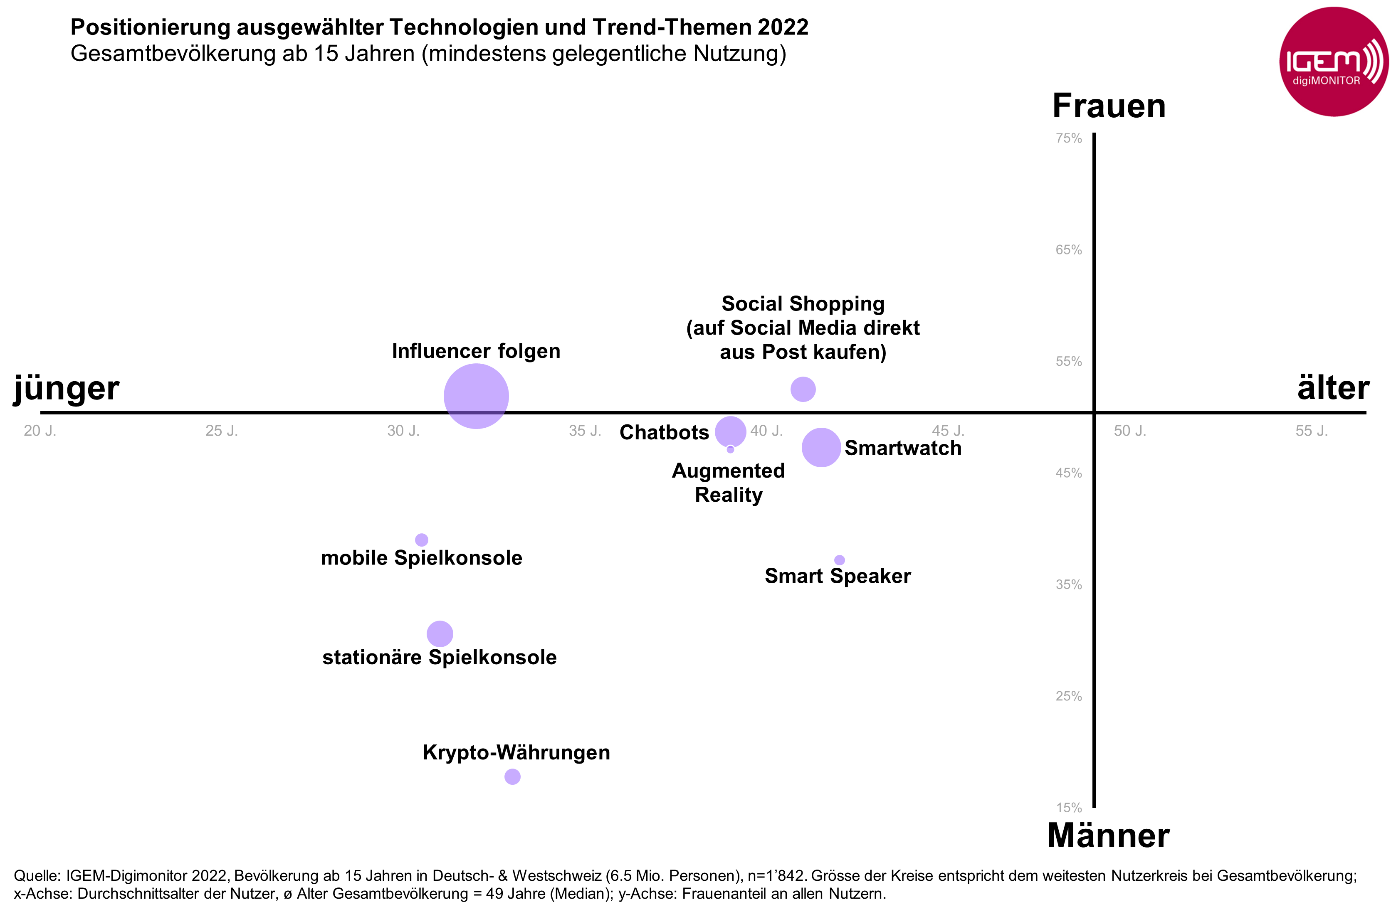 Positionierung ausgewählter Technologien und Trend-Themen 2022
Gesamtbevölkerung ab 15 Jahren (mindestens gelegentliche Nutzung)
IGEM
digiMONITOR
Frauen
75%
65%
Social Shopping
(auf Social Media direkt
aus Post kaufen)
Influencer folgen
55%
jünger
älter
20 J.
25 J.
30 J.
35 J.
40 J.
45 J.
50 J.
55 J.
Chatbots
Smartwatch
Augmented
Reality
45%
mobile Spielkonsole
Smart Speaker
35%
stationäre Spielkonsole
25%
Krypto-Währungen
15%
Männer
Quelle: IGEM-Digimonitor 2022, Bevölkerung ab 15 Jahren in Deutsch- & Westschweiz (6.5 Mio. Personen), n=1’842. Grösse der Kreise entspricht dem weitesten Nutzerkreis bei Gesamtbevölkerung;
x-Achse: Durchschnittsalter der Nutzer, ø Alter Gesamtbevölkerung = 49 Jahre (Median); y-Achse: Frauenanteil an allen Nutzern.